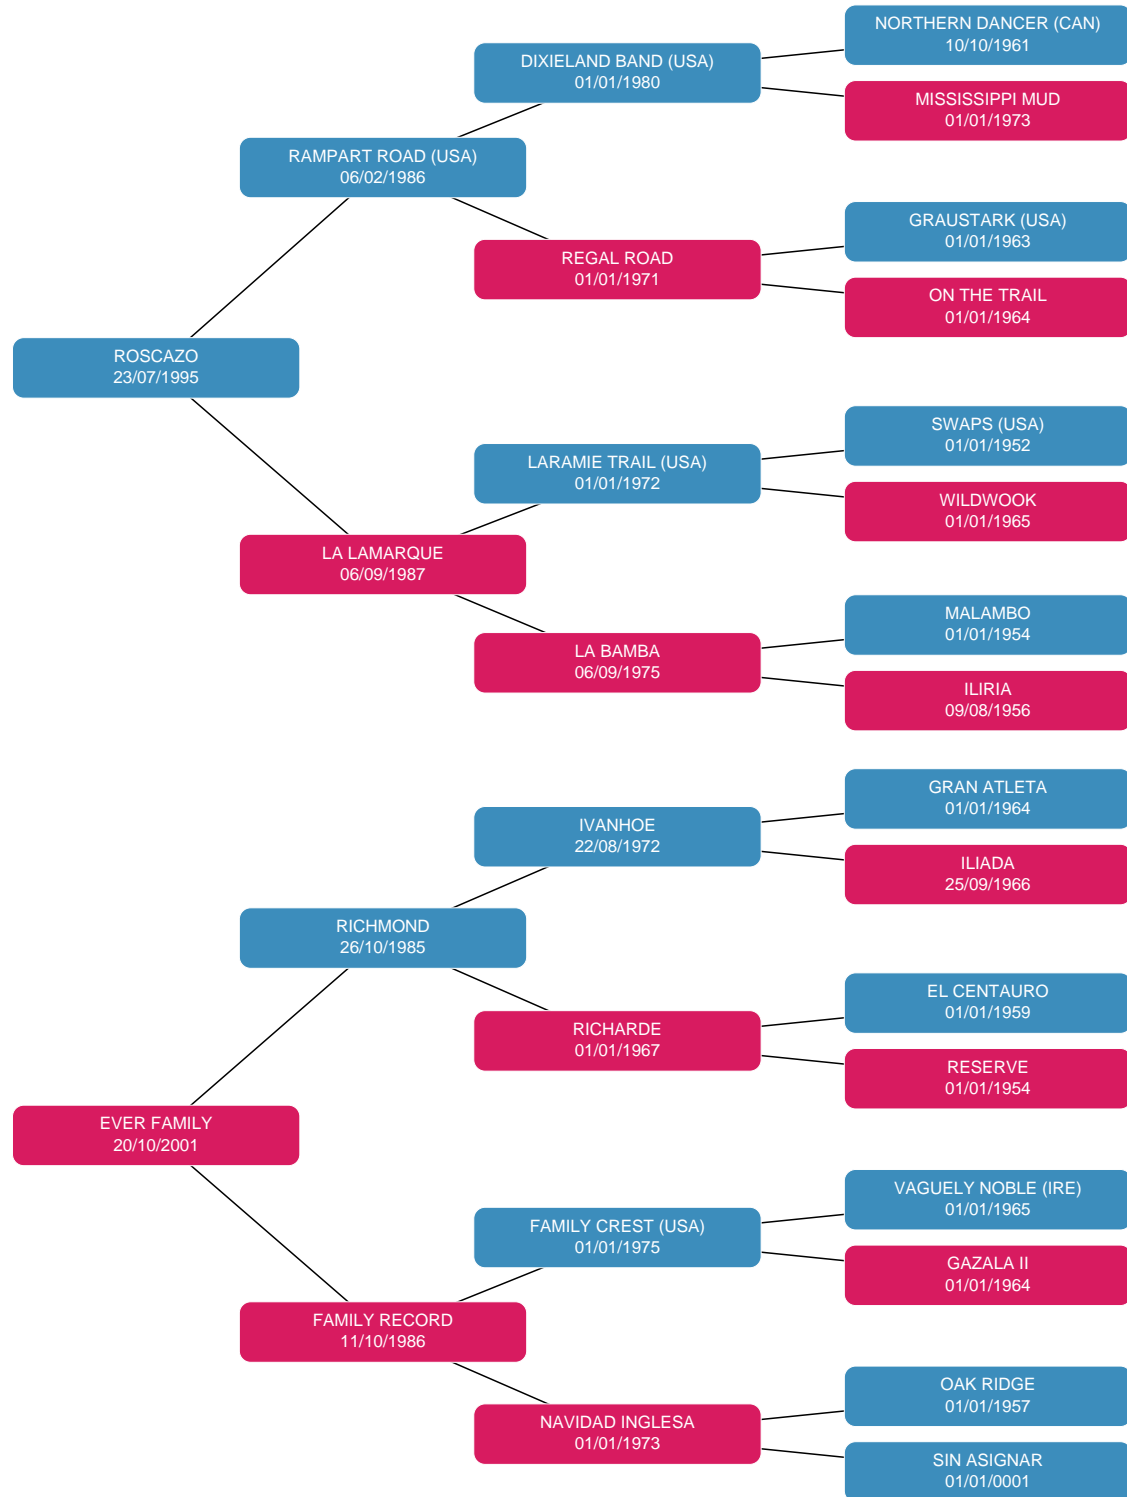 NORTHERN DANCER (CAN)
10/10/1961
DIXIELAND BAND (USA)
01/01/1980
MISSISSIPPI MUD
01/01/1973
RAMPART ROAD (USA)
06/02/1986
GRAUSTARK (USA)
01/01/1963
REGAL ROAD
01/01/1971
ON THE TRAIL
01/01/1964
ROSCAZO
23/07/1995
SWAPS (USA)
01/01/1952
LARAMIE TRAIL (USA)
01/01/1972
WILDWOOK
01/01/1965
LA LAMARQUE
06/09/1987
MALAMBO
01/01/1954
LA BAMBA
06/09/1975
ILIRIA
09/08/1956
GRAN ATLETA
01/01/1964
IVANHOE
22/08/1972
ILIADA
25/09/1966
RICHMOND
26/10/1985
EL CENTAURO
01/01/1959
RICHARDE
01/01/1967
RESERVE
01/01/1954
EVER FAMILY
20/10/2001
VAGUELY NOBLE (IRE)
01/01/1965
FAMILY CREST (USA)
01/01/1975
GAZALA II
01/01/1964
FAMILY RECORD
11/10/1986
OAK RIDGE
01/01/1957
NAVIDAD INGLESA
01/01/1973
SIN ASIGNAR
01/01/0001